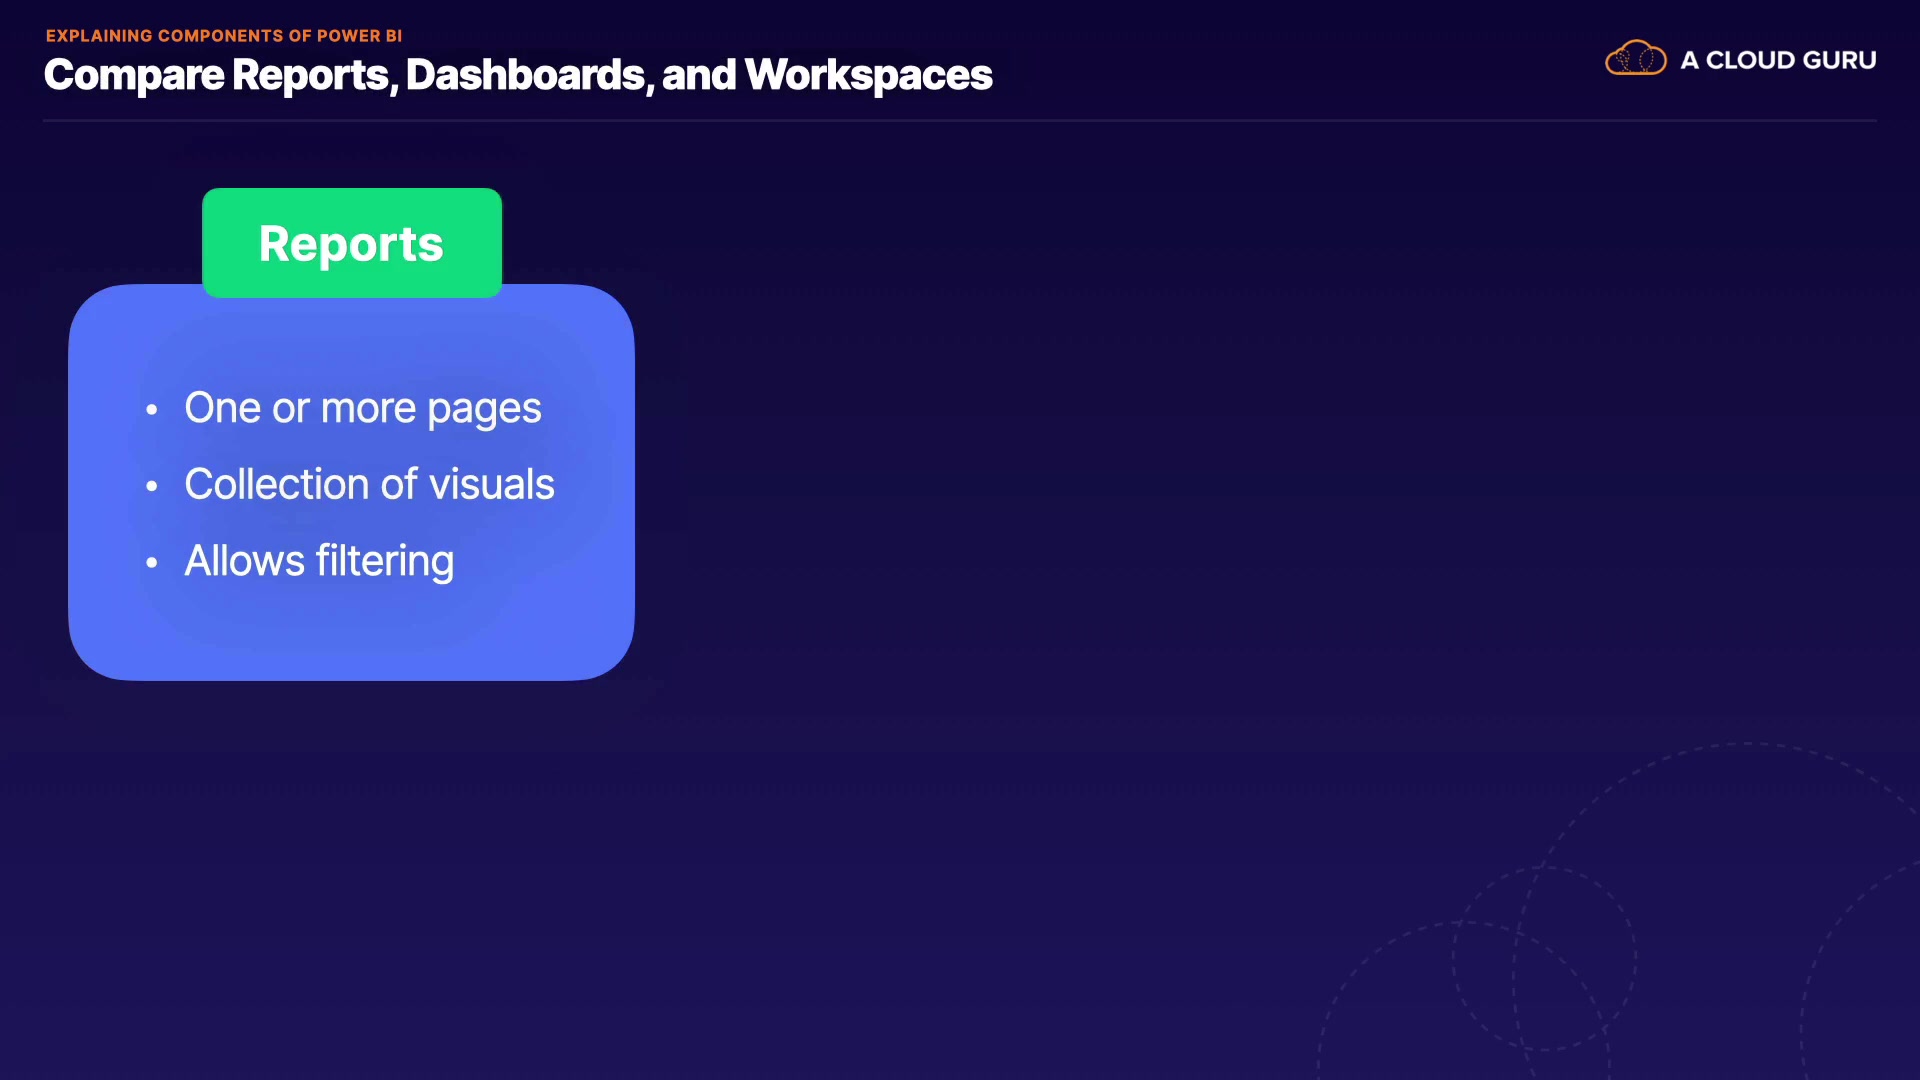 EXPLAINING COMPONENTS OF POWER BI
Compare Reports, Dashboards, and Workspaces
A CLOUD GURU
Reports
• One or more pages
• Collection of visuals
• Allows filtering